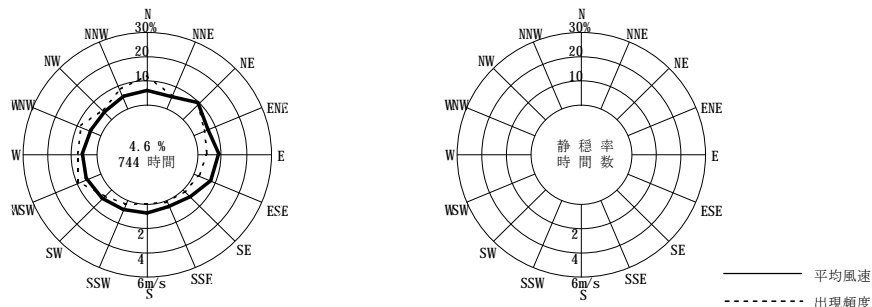 N
30%
NNW
NNE
NW
20
NE
10
WNW
ENE
W
4.6 %
744 時間
E
WSW
ESE
2
SW
4
SE
SSW
6m/s
SSE
S
N
30%
NNW
NNE
NW
20
NE
10
WNW
ENE
W
静 穏 率
時 間 数
E
WSW
ESE
2
SW
4
SE
SSW
6m/s
SSE
S
平均風速
出現頻度